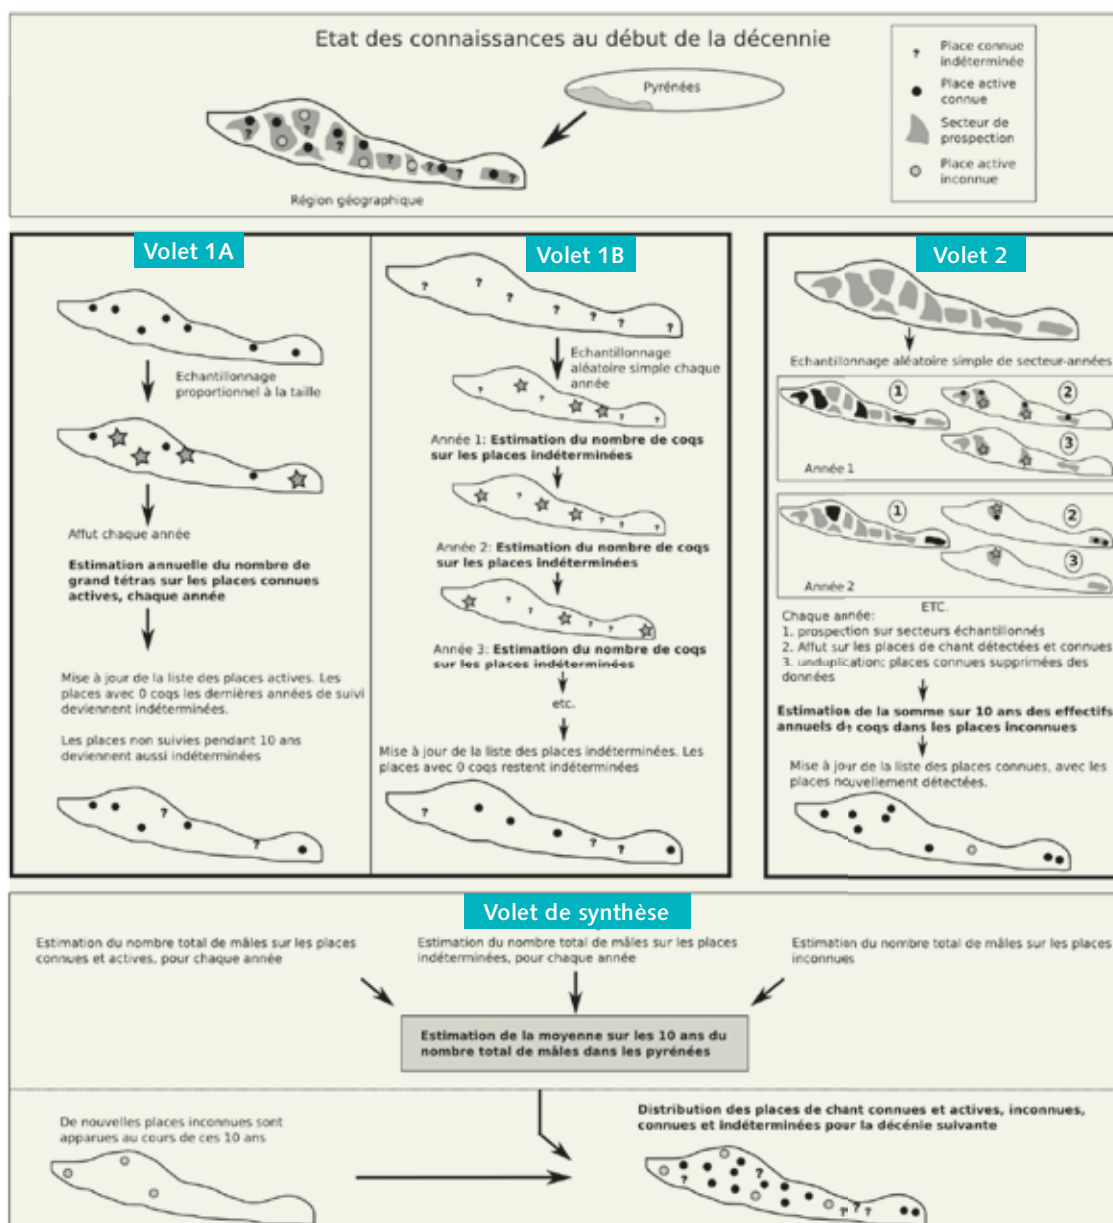 Etat des connaissances au début de la décennie
Pyrénées
Région géographique
? Place connue
indéterminée
Place active
connue
Secteur de
prospection
Place active
inconnue
Volet 1A
Echantillonnage
proportionnel à la taille
Affut chaque année
Estimation annuelle du nombre de
grand tétras sur les places connues
actives, chaque année
Mise à jour de la liste des places actives. Les
places avec 0 coqs les dernières années de suivi
deviennent indéterminées.
Les places non suivies pendant 10 ans
deviennent aussi indéterminées
Volet 1B
Echantillonnage
aléatoire simple chaque
année
Année 1: Estimation du nombre de coqs
sur les places indéterminées
Année 2: Estimation du nombre de coqs
sur les places indéterminées
Année 3: Estimation du nombre de coqs
sur les places indéterminées
etc.
Mise à jour de la liste des places indéterminées. Les
places avec 0 coqs restent indéterminées
Volet 2
Echantillonnage aléatoire simple de secteur-années
1
2
3
Année 1
1
2
3
Année 2
ETC.
Chaque année:
1. prospection sur secteurs échantillonnés
2. Affut sur les places de chant détectées et connues
3. unduplication: places connues supprimées des
données
Estimation de la somme sur 10 ans des effectifs
annuels de coqs dans les places inconnues
Mise à jour de la liste des places connues, avec les
places nouvellement détectées.
Volet de synthèse
Estimation du nombre total de mâles sur les places
connues et actives, pour chaque année
Estimation du nombre total de mâles sur les places
indéterminées, pour chaque année
Estimation du nombre total de mâles sur les places
inconnues
Estimation de la moyenne sur les 10 ans du
nombre total de mâles dans les pyrénées
De nouvelles places inconnues sont
apparues au cours de ces 10 ans
Distribution des places de chant connues et actives, inconnues,
connues et indéterminées pour la décénie suivante